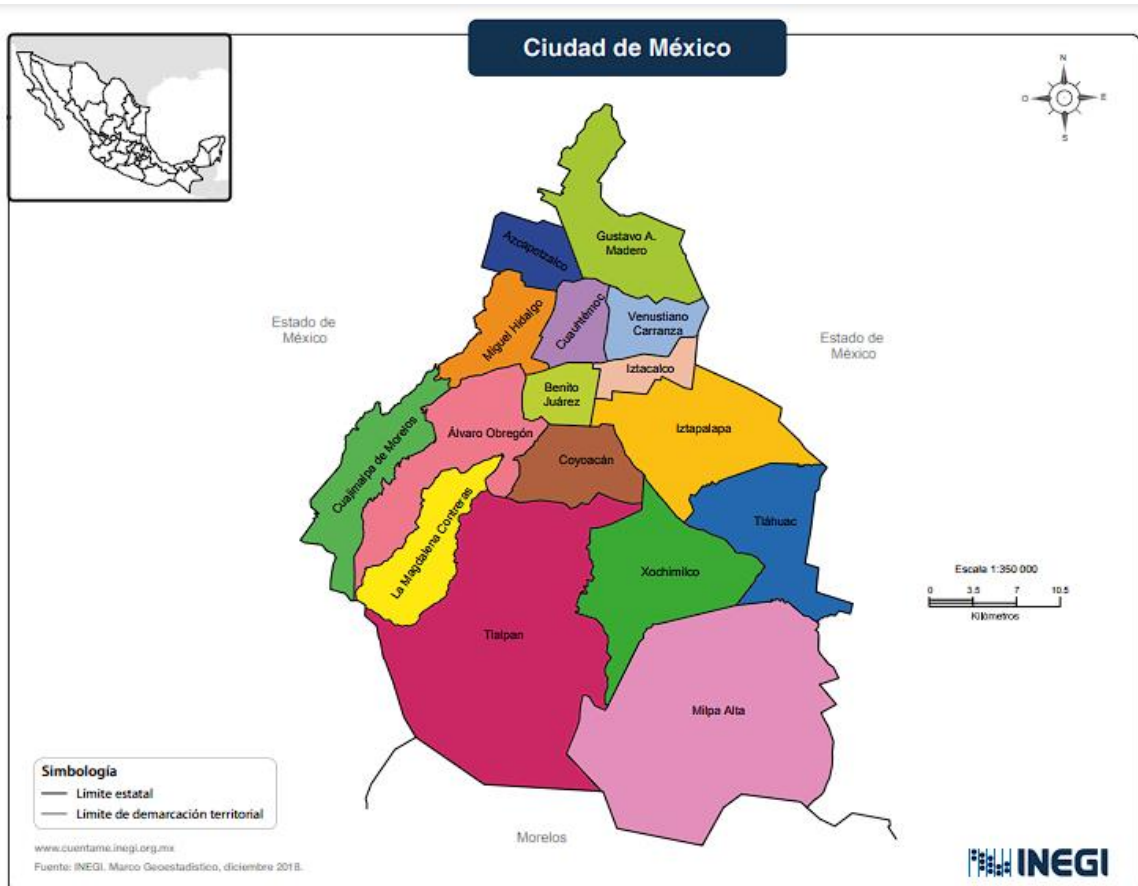 Ciudad de México
N
O
E
S
Gustavo A.
Madero
Azcapotzalco
Miguel Hidalgo
Cuauhtémoc
Venustiano
Carranza
Estado de
México
Estado de
México
Iztacalco
Benito
Juárez
Cuajimalpa de Morelos
Álvaro Obregón
Iztapalapa
Coyoacán
La Magdalena Contreras
Tláhuac
Xochimilco
Escala 1:350 000
0 3.5 7 10.5
Kilómetros
Tlalpan
Milpa Alta
Simbología
Límite estatal
Límite de demarcación territorial
Morelos
www.cuentame.inegi.org.mx
Fuente: INEGI. Marco Geoestadístico, diciembre 2018.
INEGI